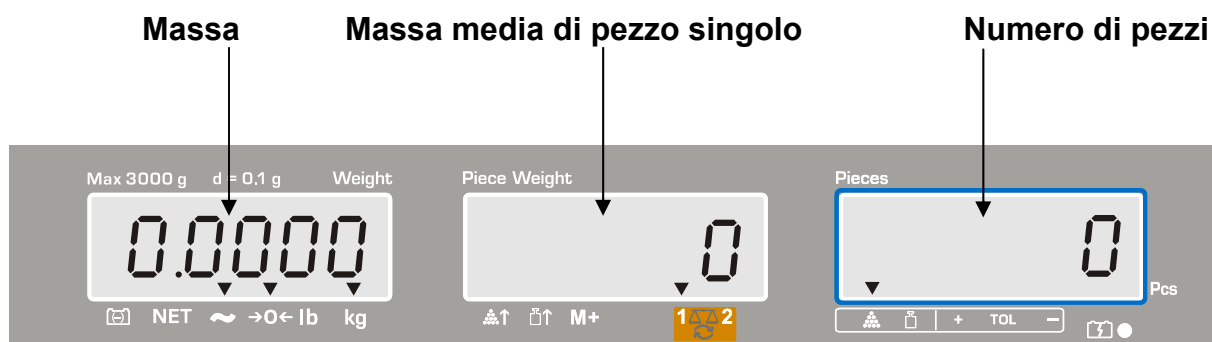 Massa Massa media di pezzo singolo Numero di pezzi
Max 3000 g d = 0,1 g Weight Piece Weight Pieces
0.0000 0 0
Pcs
NET →0← lb kg M+ 1 2 + TOL −